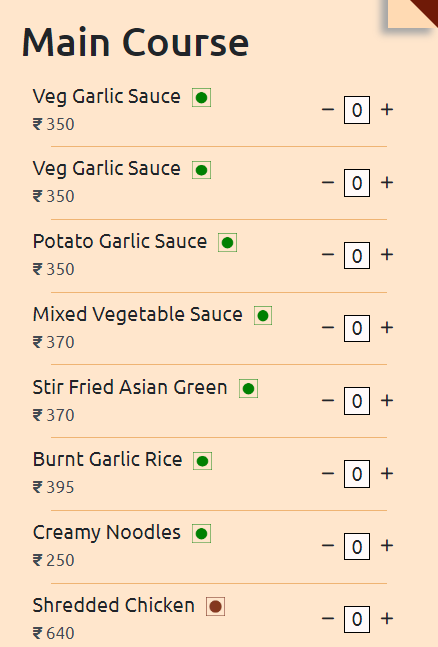 Main Course
Veg Garlic Sauce
₹ 350
− 0 +
Veg Garlic Sauce
₹ 350
− 0 +
Potato Garlic Sauce
₹ 350
− 0 +
Mixed Vegetable Sauce
₹ 370
− 0 +
Stir Fried Asian Green
₹ 370
− 0 +
Burnt Garlic Rice
₹ 395
− 0 +
Creamy Noodles
₹ 250
− 0 +
Shredded Chicken
₹ 640
− 0 +